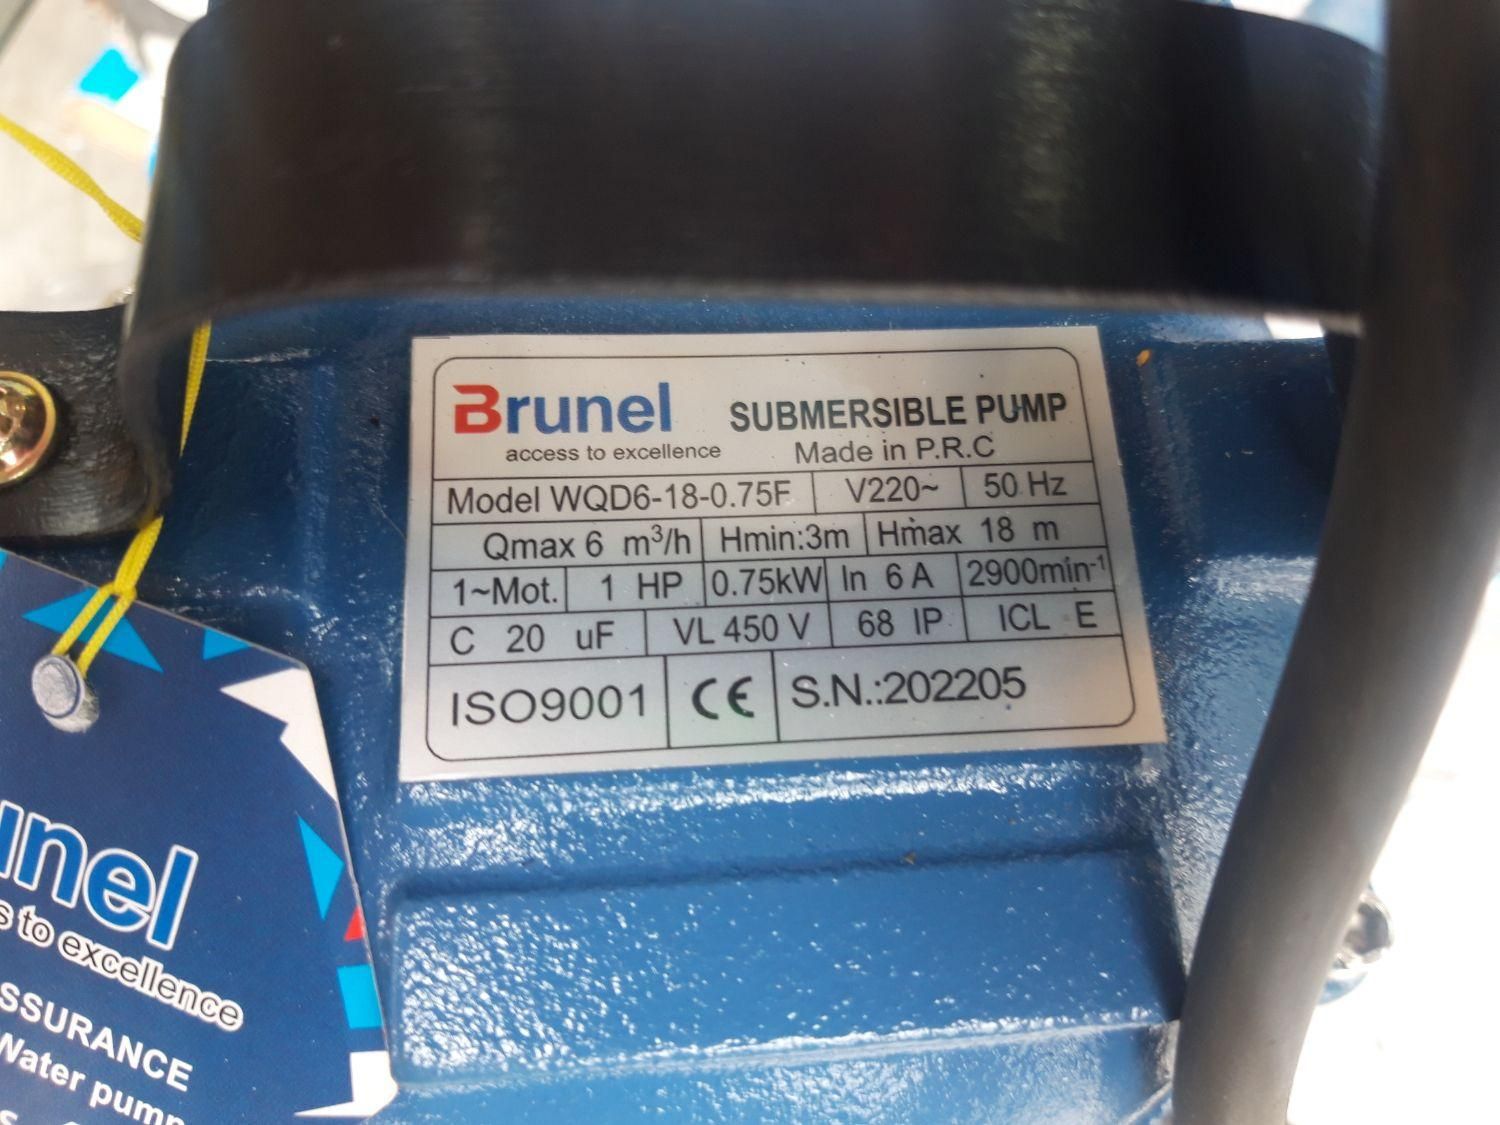 Brunel
access to excellence
SUBMERSIBLE PUMP
Made in P.R.C
Model WQD6-18-0.75F V220~ 50 Hz
Qmax 6 m³/h Hmin:3m Hmax 18 m
1~Mot. 1 HP 0.75kW In 6 A 2900min⁻¹
C 20 uF VL 450 V 68 IP ICL E
ISO9001 CE S.N.:202205
unel
s to excellence
SSURANCE
Water pump